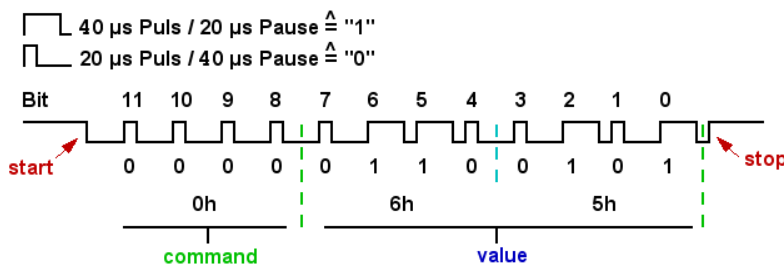 40 µs Puls / 20 µs Pause ≙ "1"
20 µs Puls / 40 µs Pause ≙ "0"
Bit 11 10 9 8 7 6 5 4 3 2 1 0
start stop
0 0 0 0 0 1 1 0 0 1 0 1
0h 6h 5h
command value